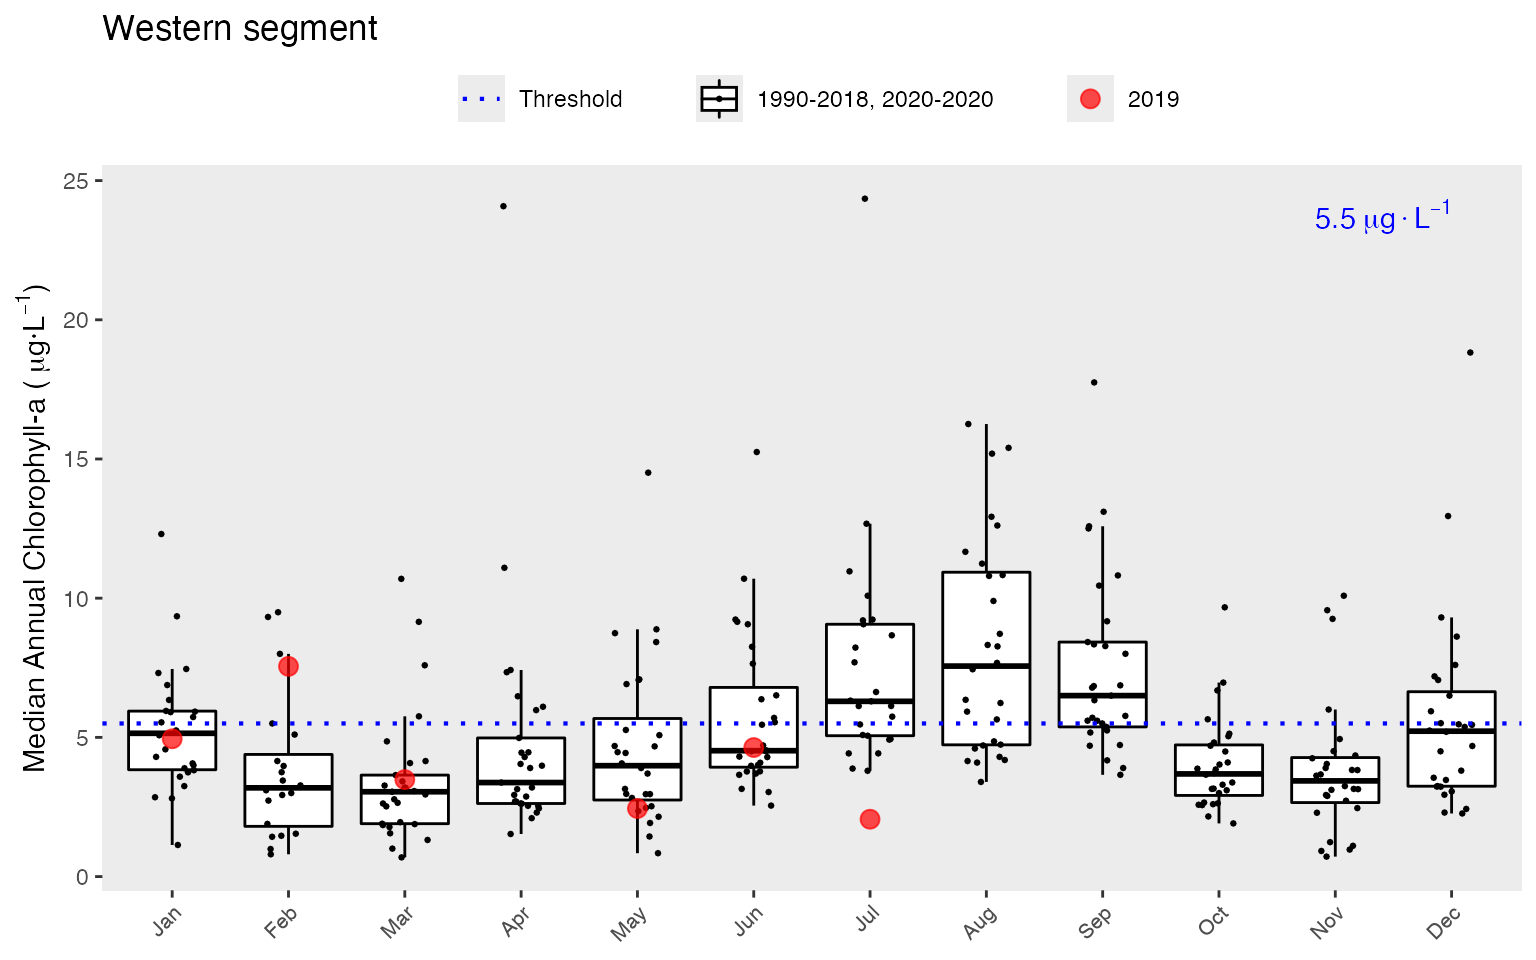 Western segment
Threshold
1990-2018, 2020-2020
2019
Median Annual Chlorophyll-a ( μg·L⁻¹)
25
20
15
10
5
0
5.5 μg · L⁻¹
Jan
Feb
Mar
Apr
May
Jun
Jul
Aug
Sep
Oct
Nov
Dec